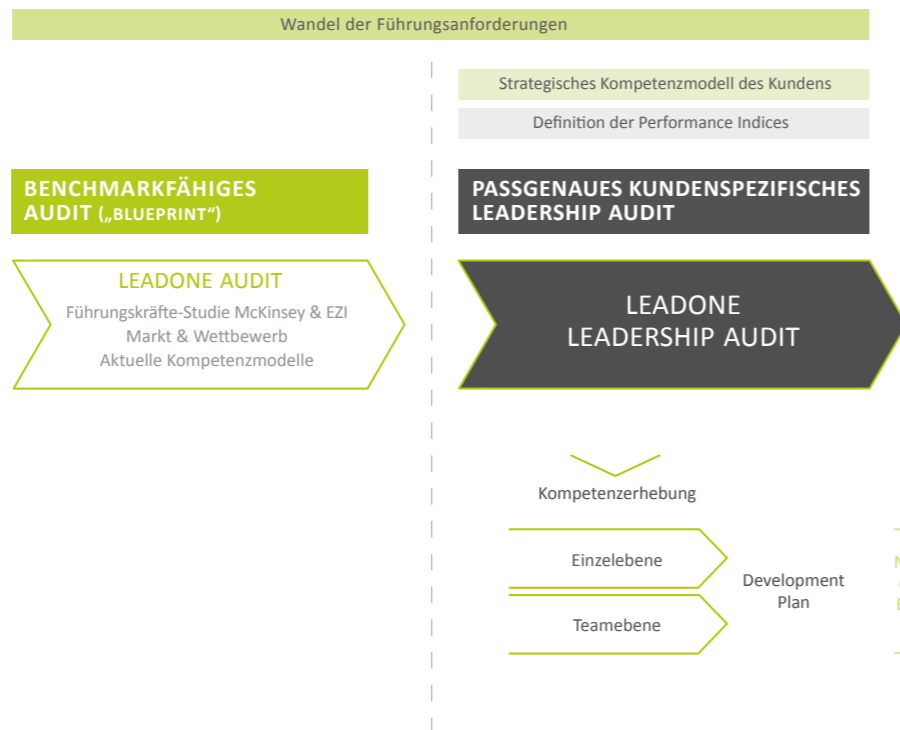 Wandel der Führungsanforderungen
Strategisches Kompetenzmodell des Kundens
Definition der Performance Indices
BENCHMARKFÄHIGES
AUDIT („BLUEPRINT“)
PASSGENAUES KUNDENSPEZIFISCHES
LEADERSHIP AUDIT
LEADONE AUDIT
Führungskräfte-Studie McKinsey & EZI
Markt & Wettbewerb
Aktuelle Kompetenzmodelle
LEADONE
LEADERSHIP AUDIT
Kompetenzerhebung
Einzelebene
Teamebene
Development
Plan